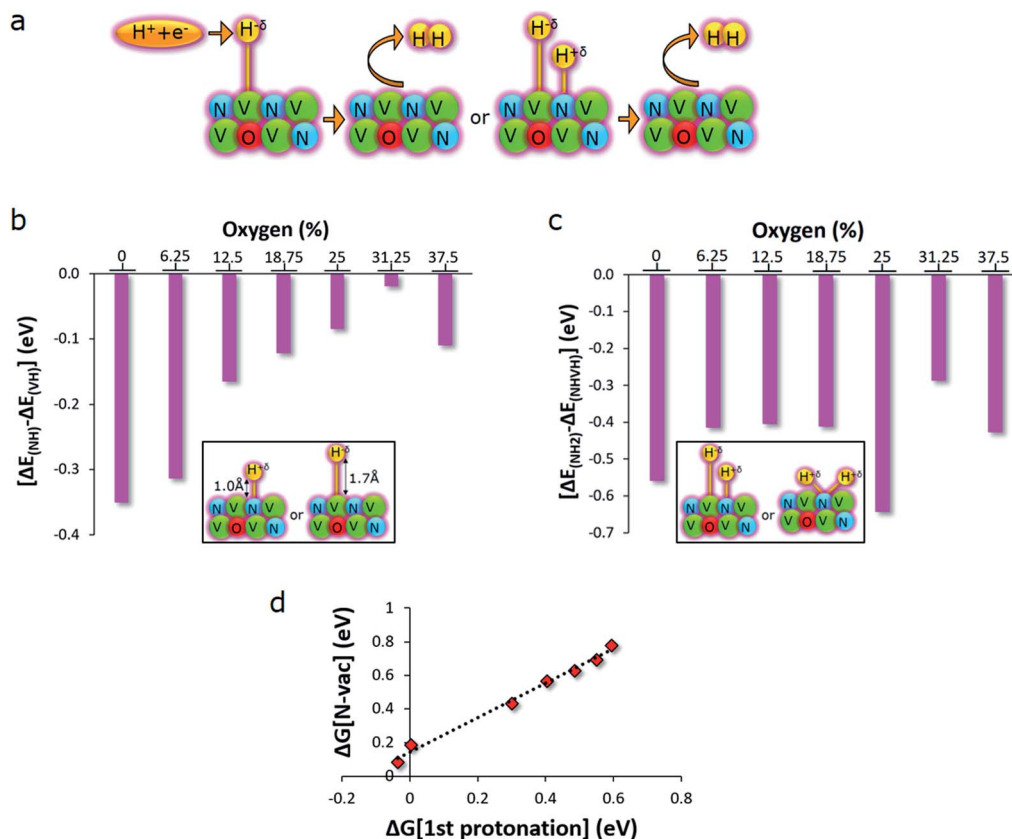 a
H⁺+e⁻
H⁻ᵟ
N V N V
V O V N
H H
N V N V
V O V N
or
H⁻ᵟ
H⁺ᵟ
N V N V
V O V N
H H
N V N V
V O V N
b
Oxygen (%)
0 6.25 12.5 18.75 25 31.25 37.5
[ΔE(NH)-ΔE(VH)] (eV)
0.0
-0.1
-0.2
-0.3
-0.4
H⁺ᵟ
1.0Å
N V N V
V O V N
or
H⁻ᵟ
1.7Å
N V N V
V O V N
c
Oxygen (%)
0 6.25 12.5 18.75 25 31.25 37.5
[ΔE(NH2)-ΔE(NHVH)] (eV)
0.0
-0.1
-0.2
-0.3
-0.4
-0.5
-0.6
-0.7
H⁻ᵟ
H⁺ᵟ
N V N V
V O V N
or
H⁺ᵟ H⁺ᵟ
N V N V
V O V N
d
ΔG[N-vac] (eV)
1
0.8
0.6
0.4
0.2
0
-0.2 0 0.2 0.4 0.6 0.8
ΔG[1st protonation] (eV)